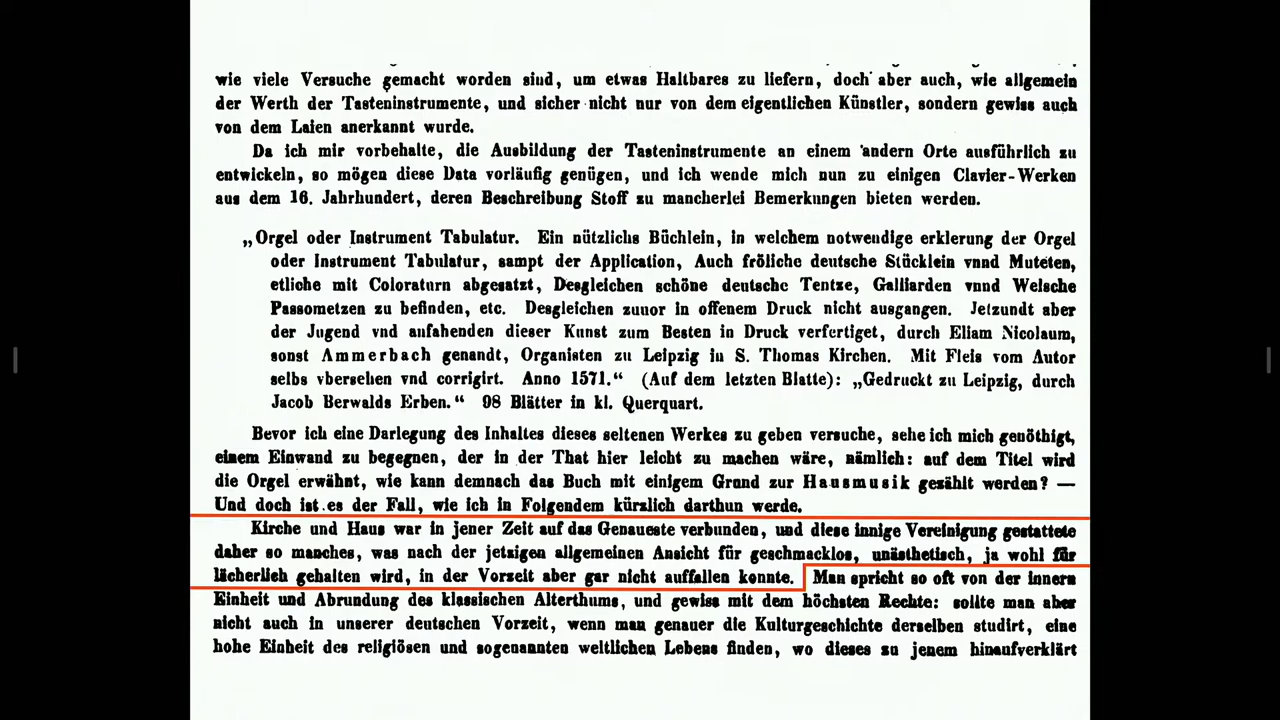 wie viele Versuche gemacht worden sind, um etwas Haltbares zu liefern, doch aber auch, wie allgemein
der Werth der Tasteninstrumente, und sicher nicht nur von dem eigentlichen Künstler, sondern gewiss auch
von dem Laien anerkannt wurde.
Da ich mir vorbehalte, die Ausbildung der Tasteninstrumente an einem andern Orte ausführlich zu
entwickeln, so mögen diese Data vorläufig genügen, und ich wende mich nun zu einigen Clavier-Werken
aus dem 16. Jahrhundert, deren Beschreibung Stoff zu mancherlei Bemerkungen bieten werden.
„Orgel oder Instrument Tabulatur. Ein nützlichs Büchlein, in welchem notwendige erklerung der Orgel
oder Instrument Tabulatur, sampt der Application, Auch fröliche deutsche Stücklein vnnd Muteten,
etliche mit Coloraturn abgesatzt, Desgleichen schöne deutsche Tentze, Galliarden vnnd Welsche
Passometzen zu befinden, etc. Desgleichen zuuor in offenem Druck nicht ausgangen. Jetzundt aber
der Jugend vnd anfahenden dieser Kunst zum Besten in Druck verfertiget, durch Eliam Nicolaum,
sonst Ammerbach genandt, Organisten zu Leipzig in S. Thomas Kirchen. Mit Fleis vom Autor
selbs vbersehen vnd corrigirt. Anno 1571.“ (Auf dem letzten Blatte): „Gedruckt zu Leipzig, durch
Jacob Berwalds Erben.“ 98 Blätter in kl. Querquart.
Bevor ich eine Darlegung des Inhaltes dieses seltenen Werkes zu geben versuche, sehe ich mich genöthigt,
einem Einwand zu begegnen, der in der That hier leicht zu machen wäre, nämlich: auf dem Titel wird
die Orgel erwähnt, wie kann demnach das Buch mit einigem Grund zur Hausmusik gezählt werden? —
Und doch ist es der Fall, wie ich in Folgendem kürzlich darthun werde.
Kirche und Haus war in jener Zeit auf das Genaueste verbunden, und diese innige Vereinigung gestattete
daher so manches, was nach der jetzigen allgemeinen Ansicht für geschmacklos, unästhetisch, ja wohl für
lächerlich gehalten wird, in der Vorzeit aber gar nicht auffallen konnte. Man spricht so oft von der innern
Einheit und Abrundung des klassischen Alterthums, und gewiss mit dem höchsten Rechte: sollte man aber
nicht auch in unserer deutschen Vorzeit, wenn man genauer die Kulturgeschichte derselben studirt, eine
hohe Einheit des religiösen und sogenannten weltlichen Lebens finden, wo dieses zu jenem hinaufverklärt